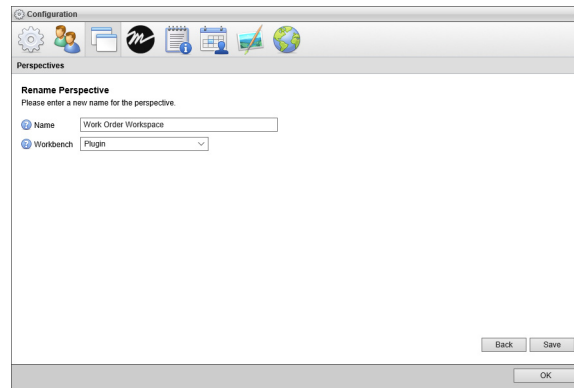 Configuration
Perspectives
Rename Perspective
Please enter a new name for the perspective.
Name
Work Order Workspace
Workbench
Plugin
Back
Save
OK